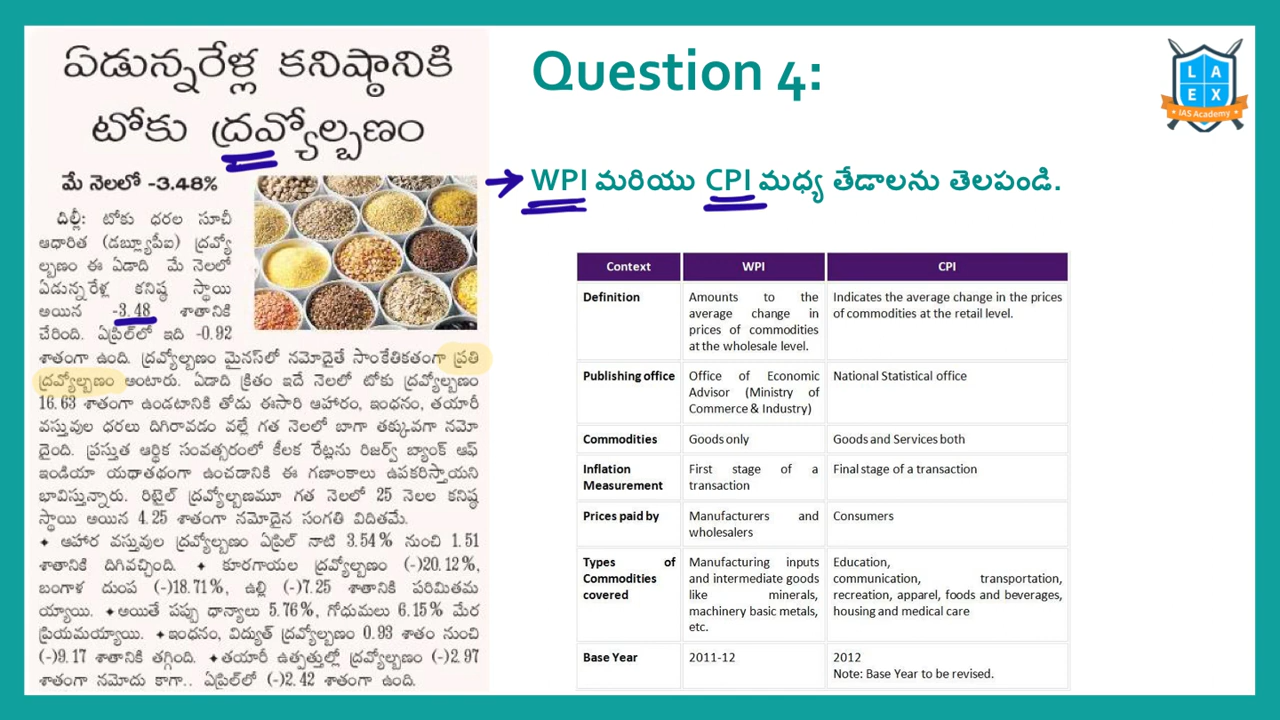 ఏడున్నరేళ్ల కనిష్ఠానికి
టోకు ద్రవ్యోల్బణం
మే నెలలో -3.48%
దిల్లీ: టోకు ధరల సూచీ
ఆధారిత (డబ్ల్యూపీఐ) ద్రవ్యో
ల్బణం ఈ ఏడాది మే నెలలో
ఏడున్నరేళ్ల కనిష్ఠ స్థాయి
అయిన -3.48 శాతానికి
చేరింది. ఏప్రిల్‌లో ఇది -0.92
శాతంగా ఉంది. ద్రవ్యోల్బణం మైనస్‌లో నమోదైతే సాంకేతికతంగా ప్రతి
ద్రవ్యోల్బణం అంటారు. ఏడాది క్రితం ఇదే నెలలో టోకు ద్రవ్యోల్బణం
16.63 శాతంగా ఉండటానికి తోడు ఈసారి ఆహారం, ఇంధనం, తయారీ
వస్తువుల ధరలు దిగిరావడం వల్లే గత నెలలో బాగా తక్కువగా నమో
దైంది. ప్రస్తుత ఆర్థిక సంవత్సరంలో కీలక రేట్లను రిజర్వ్ బ్యాంక్ ఆఫ్
ఇండియా యథాతథంగా ఉంచడానికి ఈ గణాంకాలు ఉపకరిస్తాయని
భావిస్తున్నారు. రిటైల్ ద్రవ్యోల్బణమూ గత నెలలో 25 నెలల కనిష్ఠ
స్థాయి అయిన 4.25 శాతంగా నమోదైన సంగతి విదితమే.
✦ ఆహార వస్తువుల ద్రవ్యోల్బణం ఏప్రిల్ నాటి 3.54% నుంచి 1.51
శాతానికి దిగివచ్చింది. ✦ కూరగాయల ద్రవ్యోల్బణం (-)20.12%,
బంగాళ దుంప (-)18.71%, ఉల్లి (-)7.25 శాతానికి పరిమితమ
య్యాయి. ✦అయితే పప్పు ధాన్యాలు 5.76%, గోధుమలు 6.15% మేర
ప్రియమయ్యాయి. ✦ఇంధనం, విద్యుత్ ద్రవ్యోల్బణం 0.93 శాతం నుంచి
(-)9.17 శాతానికి తగ్గింది. ✦తయారీ ఉత్పత్తుల్లో ద్రవ్యోల్బణం (-)2.97
శాతంగా నమోదు కాగా.. ఏప్రిల్‌లో (-)2.42 శాతంగా ఉంది.
Question 4:
L A
E X
IAS Academy
WPI మరియు CPI మధ్య తేడాలను తెలపండి.
Context WPI CPI
Definition Amounts to the average change in prices of commodities at the wholesale level. Indicates the average change in the prices of commodities at the retail level.
Publishing office Office of Economic Advisor (Ministry of Commerce & Industry) National Statistical office
Commodities Goods only Goods and Services both
Inflation Measurement First stage of a transaction Final stage of a transaction
Prices paid by Manufacturers and wholesalers Consumers
Types of Commodities covered Manufacturing inputs and intermediate goods like minerals, machinery basic metals, etc. Education, communication, transportation, recreation, apparel, foods and beverages, housing and medical care
Base Year 2011-12 2012
Note: Base Year to be revised.